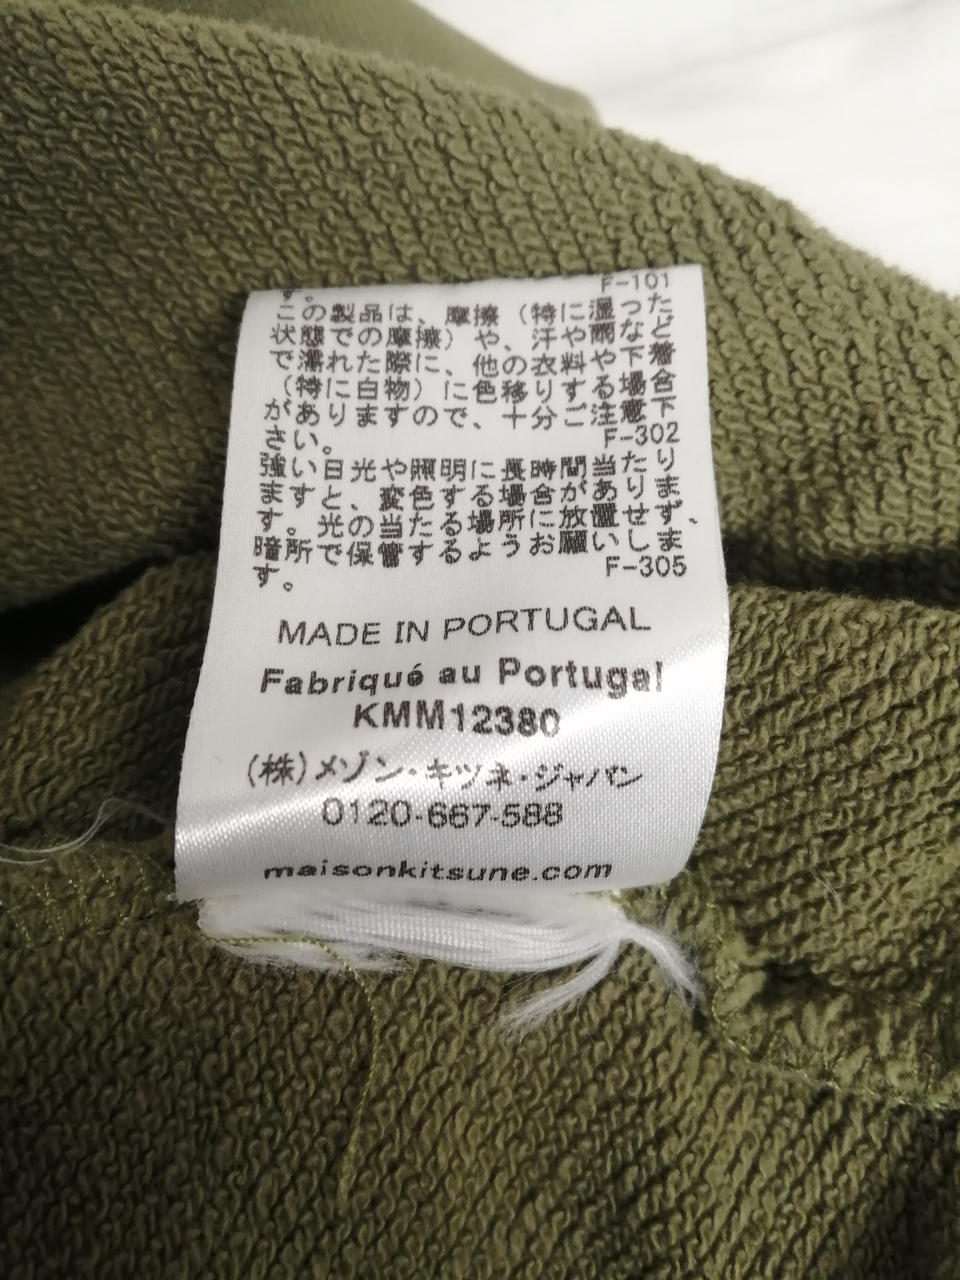 す。
F-101
この製品は、摩擦（特に湿った
状態での摩擦）や、汗や雨など
で濡れた際に、他の衣料や下着
（特に白物）に色移りする場合
がありますので、十分ご注意下
さい。
F-302
強い日光や照明に長時間当たり
ますと、変色する場合がありま
す。光の当たる場所に放置せず、
暗所で保管するようお願いしま
す。
F-305
MADE IN PORTUGAL
Fabriqué au Portugal
KMM12380
(株)メゾン・キツネ・ジャパン
0120-667-588
maisonkitsune.com